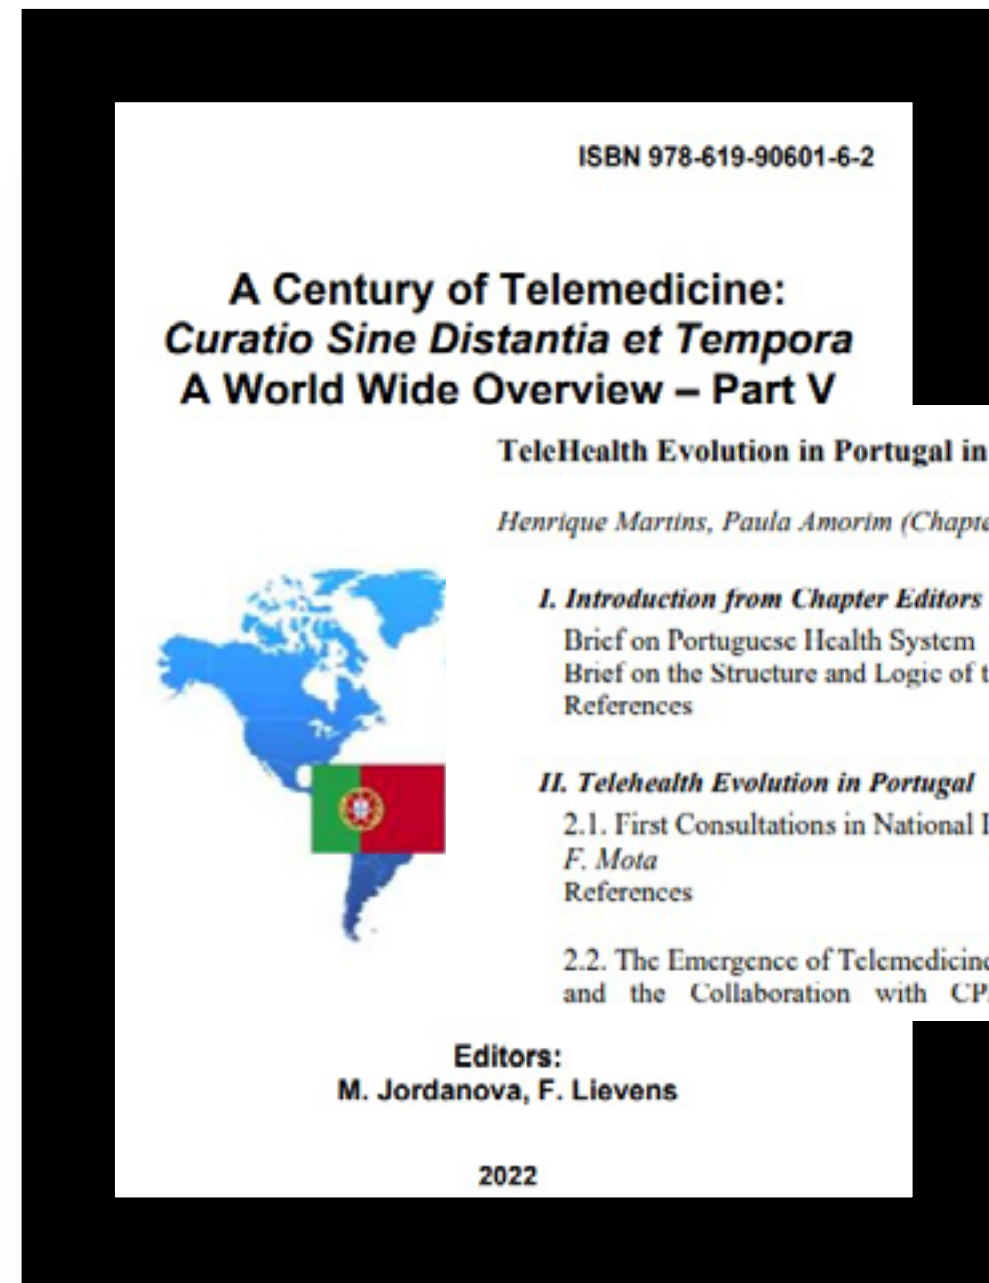 ISBN 978-619-90601-6-2
A Century of Telemedicine:
Curatio Sine Distantia et Tempora
A World Wide Overview – Part V
TeleHealth Evolution in Portugal in
Henrique Martins, Paula Amorim (Chapte
I. Introduction from Chapter Editors
Brief on Portuguese Health System
Brief on the Structure and Logic of t
References
II. Telehealth Evolution in Portugal
2.1. First Consultations in National
F. Mota
References
2.2. The Emergence of Telemedicine
and the Collaboration with CP
Editors:
M. Jordanova, F. Lievens
2022